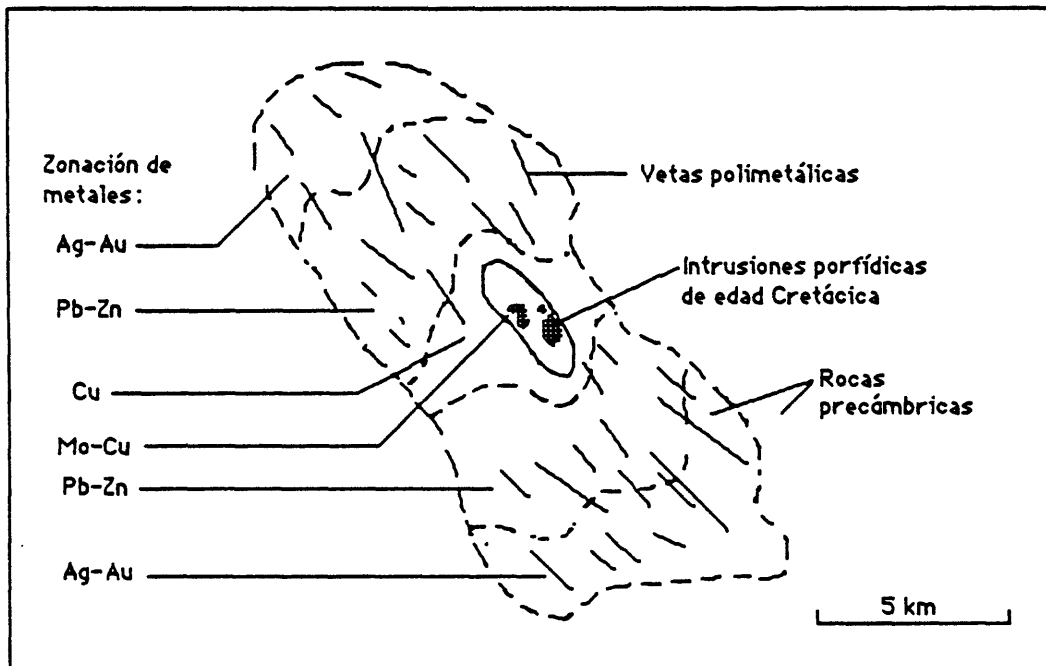 Zonación de
metales:
Ag-Au
Pb-Zn
Cu
Mo-Cu
Pb-Zn
Ag-Au
Vetas polimetálicas
Intrusiones porfídicas
de edad Cretácica
Rocas
precámbricas
5 km